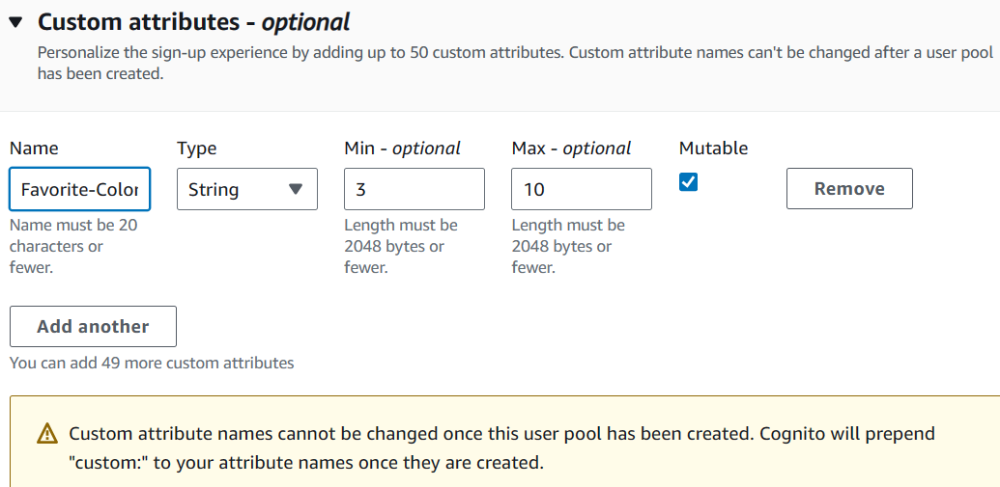 Custom attributes - optional
Personalize the sign-up experience by adding up to 50 custom attributes. Custom attribute names can't be changed after a user pool
has been created.
Name Type Min - optional Max - optional Mutable
Favorite-Color String 3 10 Remove
Name must be 20 Length must be Length must be
characters or 2048 bytes or 2048 bytes or
fewer. fewer. fewer.
Add another
You can add 49 more custom attributes
Custom attribute names cannot be changed once this user pool has been created. Cognito will prepend
"custom:" to your attribute names once they are created.